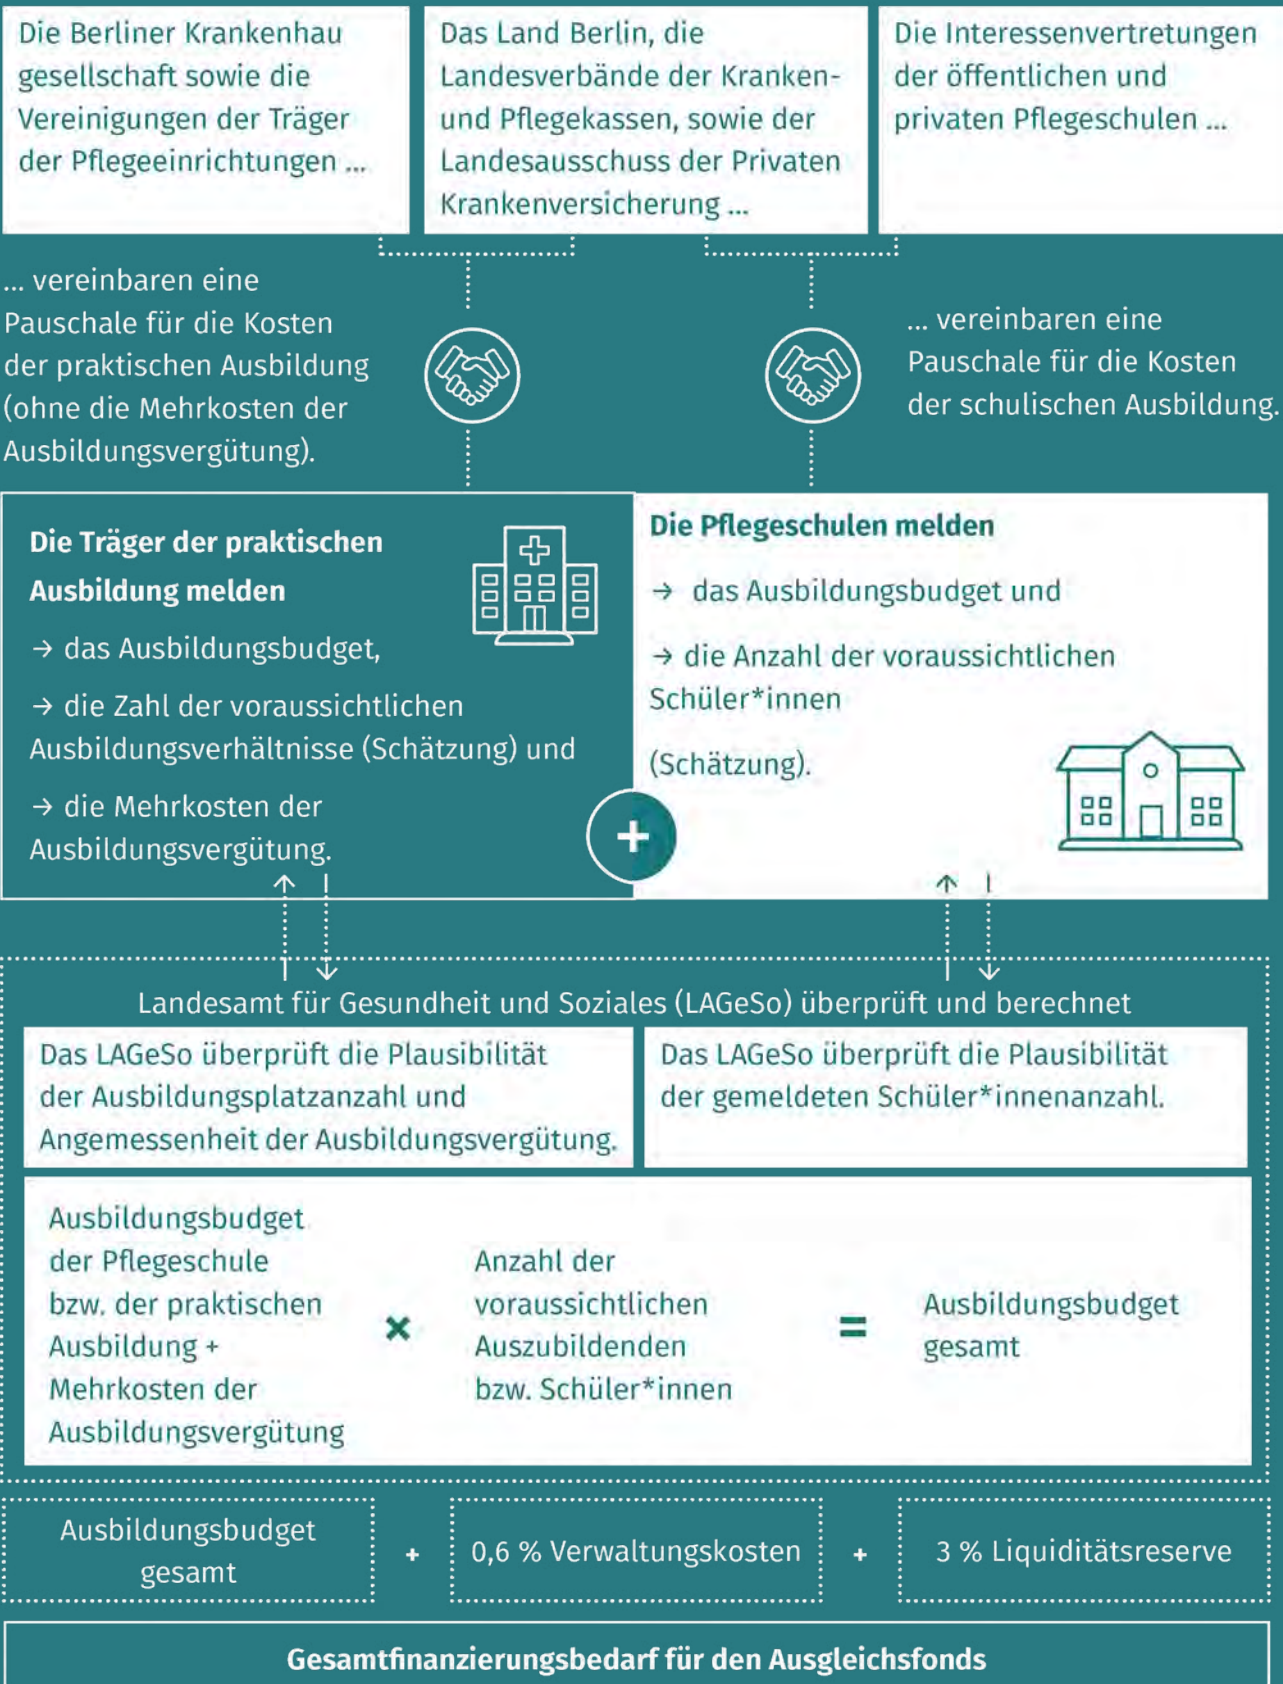 Die Berliner Krankenhau
gesellschaft sowie die
Vereinigungen der Träger
der Pflegeeinrichtungen ...
Das Land Berlin, die
Landesverbände der Kranken-
und Pflegekassen, sowie der
Landesausschuss der Privaten
Krankenversicherung ...
Die Interessenvertretungen
der öffentlichen und
privaten Pflegeschulen ...
... vereinbaren eine
Pauschale für die Kosten
der praktischen Ausbildung
(ohne die Mehrkosten der
Ausbildungsvergütung).
... vereinbaren eine
Pauschale für die Kosten
der schulischen Ausbildung.
Die Träger der praktischen
Ausbildung melden
→ das Ausbildungsbudget,
→ die Zahl der voraussichtlichen
Ausbildungsverhältnisse (Schätzung) und
→ die Mehrkosten der
Ausbildungsvergütung.
+
Die Pflegeschulen melden
→ das Ausbildungsbudget und
→ die Anzahl der voraussichtlichen
Schüler*innen
(Schätzung).
Landesamt für Gesundheit und Soziales (LAGeSo) überprüft und berechnet
Das LAGeSo überprüft die Plausibilität
der Ausbildungsplatzanzahl und
Angemessenheit der Ausbildungsvergütung.
Das LAGeSo überprüft die Plausibilität
der gemeldeten Schüler*innenanzahl.
Ausbildungsbudget
der Pflegeschule
bzw. der praktischen
Ausbildung +
Mehrkosten der
Ausbildungsvergütung
×
Anzahl der
voraussichtlichen
Auszubildenden
bzw. Schüler*innen
=
Ausbildungsbudget
gesamt
Ausbildungsbudget
gesamt
+
0,6 % Verwaltungskosten
+
3 % Liquiditätsreserve
Gesamtfinanzierungsbedarf für den Ausgleichsfonds